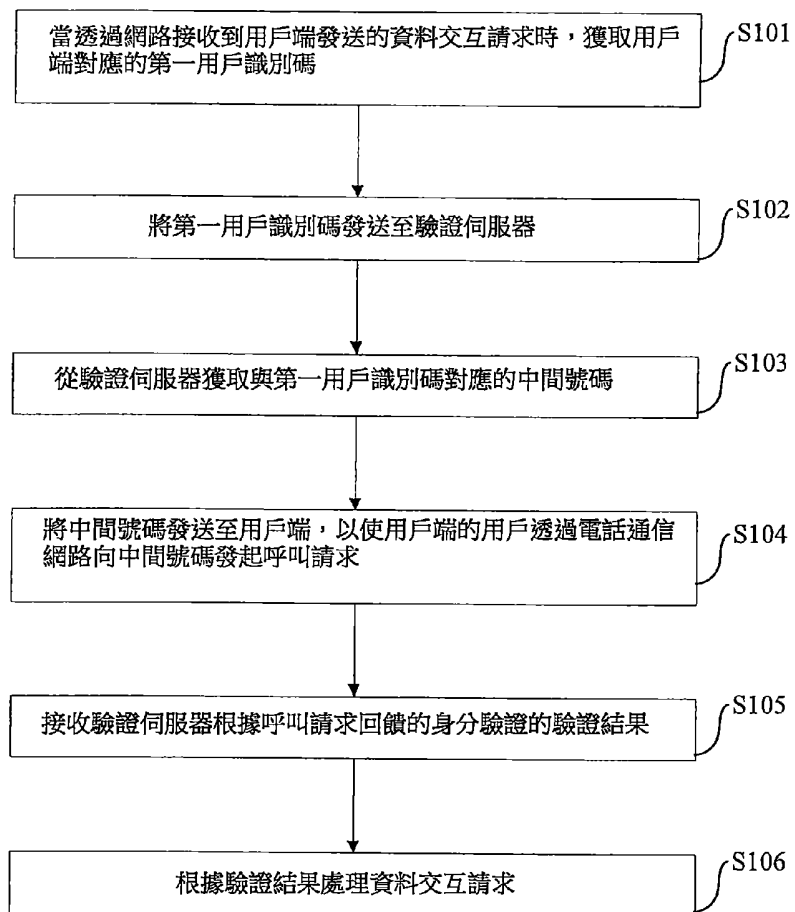 當透過網路接收到用戶端發送的資料交互請求時，獲取用戶
端對應的第一用戶識別碼
S101
將第一用戶識別碼發送至驗證伺服器
S102
從驗證伺服器獲取與第一用戶識別碼對應的中間號碼
S103
將中間號碼發送至用戶端，以使用戶端的用戶透過電話通信
網路向中間號碼發起呼叫請求
S104
接收驗證伺服器根據呼叫請求回饋的身分驗證的驗證結果
S105
根據驗證結果處理資料交互請求
S106